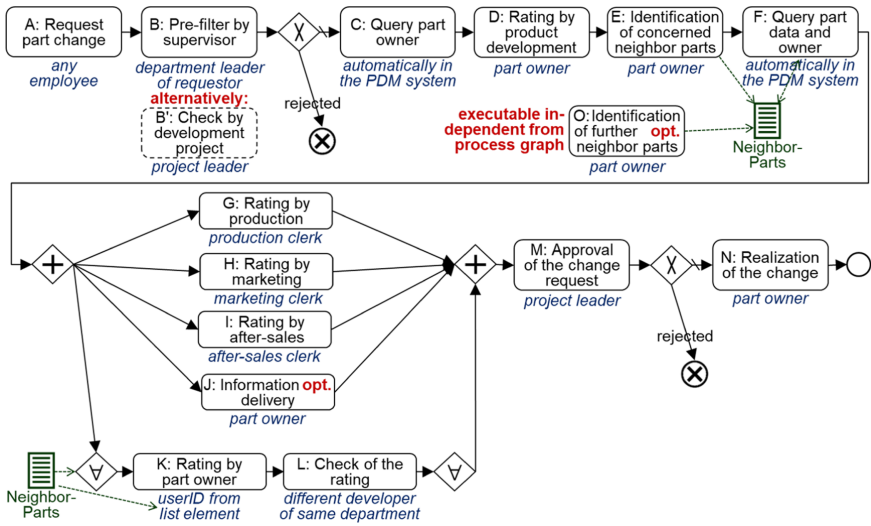 A: Request
part change
any
employee
B: Pre-filter by
supervisor
department leader
of requestor
alternatively:
B': Check by
development
project
project leader
X
rejected
C: Query part
owner
automatically in
the PDM system
D: Rating by
product
development
part owner
E: Identification
of concerned
neighbor parts
part owner
F: Query part
data and
owner
automatically in
the PDM system
executable in-
dependent from
process graph
O: Identification
of further opt.
neighbor parts
part owner
Neighbor-
Parts
G: Rating by
production
production clerk
H: Rating by
marketing
marketing clerk
I: Rating by
after-sales
after-sales clerk
J: Information opt.
delivery
part owner
M: Approval
of the change
request
project leader
X
rejected
N: Realization
of the change
part owner
Neighbor-
Parts
∀
K: Rating by
part owner
userID from
list element
L: Check of the
rating
different developer
of same department
∀